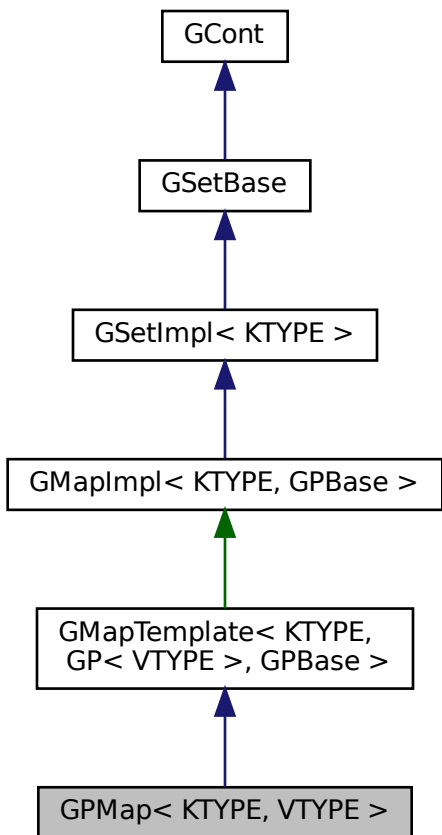 GCont
GSetBase
GSetImpl< KTYPE >
GMapImpl< KTYPE, GPBase >
GMapTemplate< KTYPE,
GP< VTYPE >, GPBase >
GPMap< KTYPE, VTYPE >